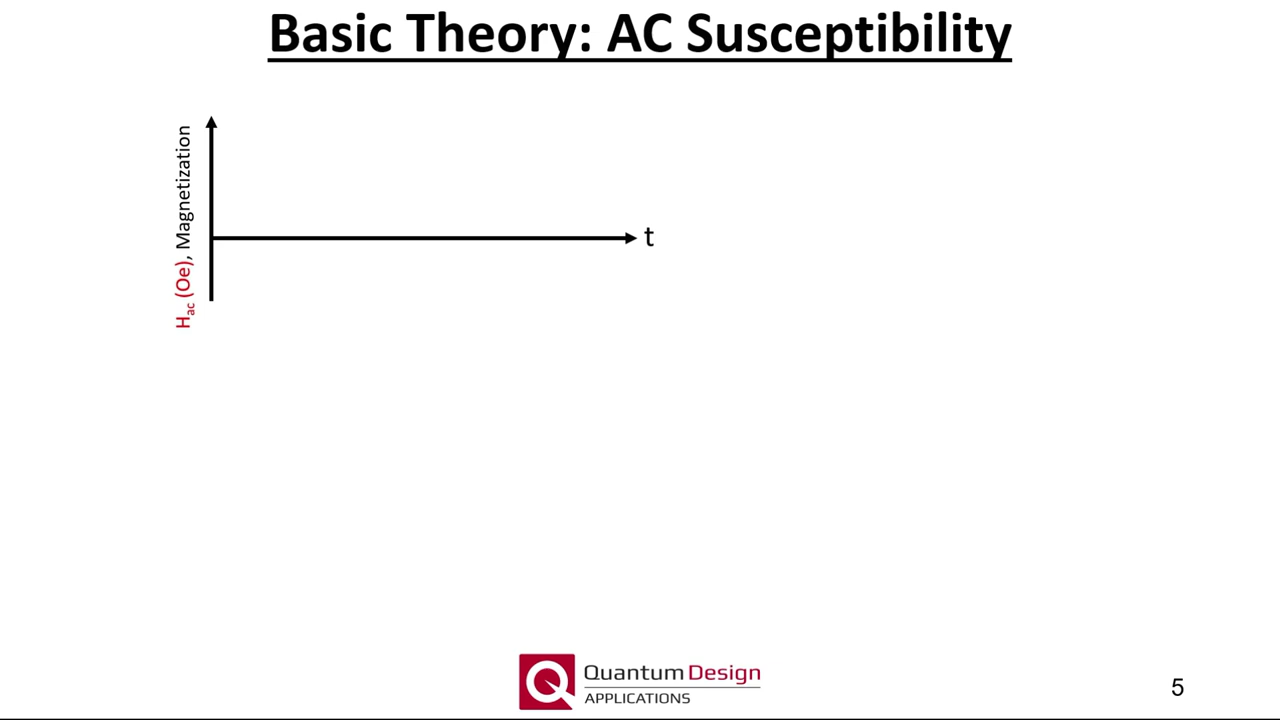 Basic Theory: AC Susceptibility
Hac (Oe), Magnetization
t
Quantum Design
APPLICATIONS
5